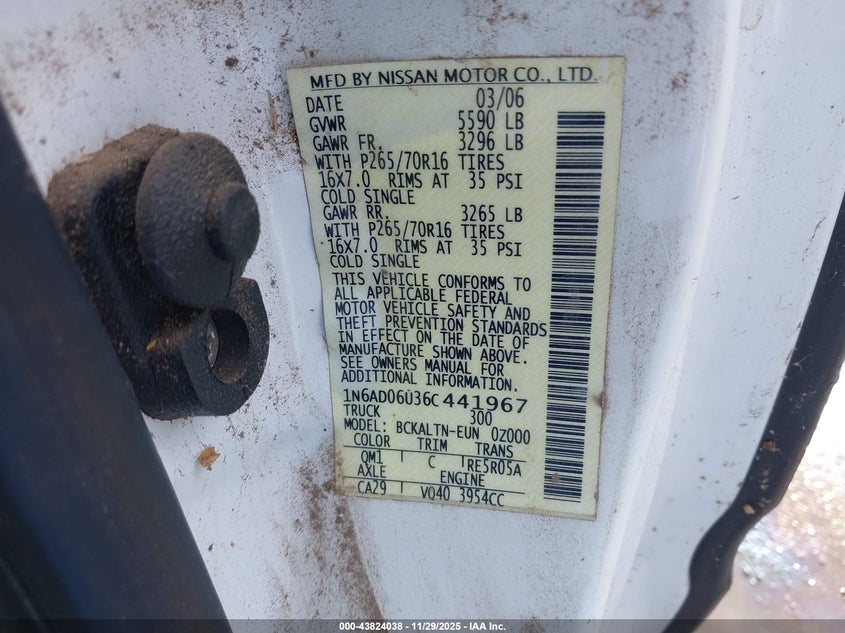 MFD BY NISSAN MOTOR CO., LTD.
DATE 03/06
GVWR 5590 LB
GAWR FR. 3296 LB
WITH P265/70R16 TIRES
16X7.0 RIMS AT 35 PSI
COLD SINGLE
GAWR RR. 3265 LB
WITH P265/70R16 TIRES
16X7.0 RIMS AT 35 PSI
COLD SINGLE
THIS VEHICLE CONFORMS TO
ALL APPLICABLE FEDERAL
MOTOR VEHICLE SAFETY AND
THEFT PREVENTION STANDARDS
IN EFFECT ON THE DATE OF
MANUFACTURE SHOWN ABOVE.
SEE OWNERS MANUAL FOR
ADDITIONAL INFORMATION.
1N6AD06U36C441967
TRUCK 300
MODEL: BCKALTN-EUN 0Z000
COLOR TRIM TRANS
QM1 C RE5R05A
AXLE ENGINE
CA29 VQ40 3954CC
000-43824038 - 11/29/2025 - IAA Inc.